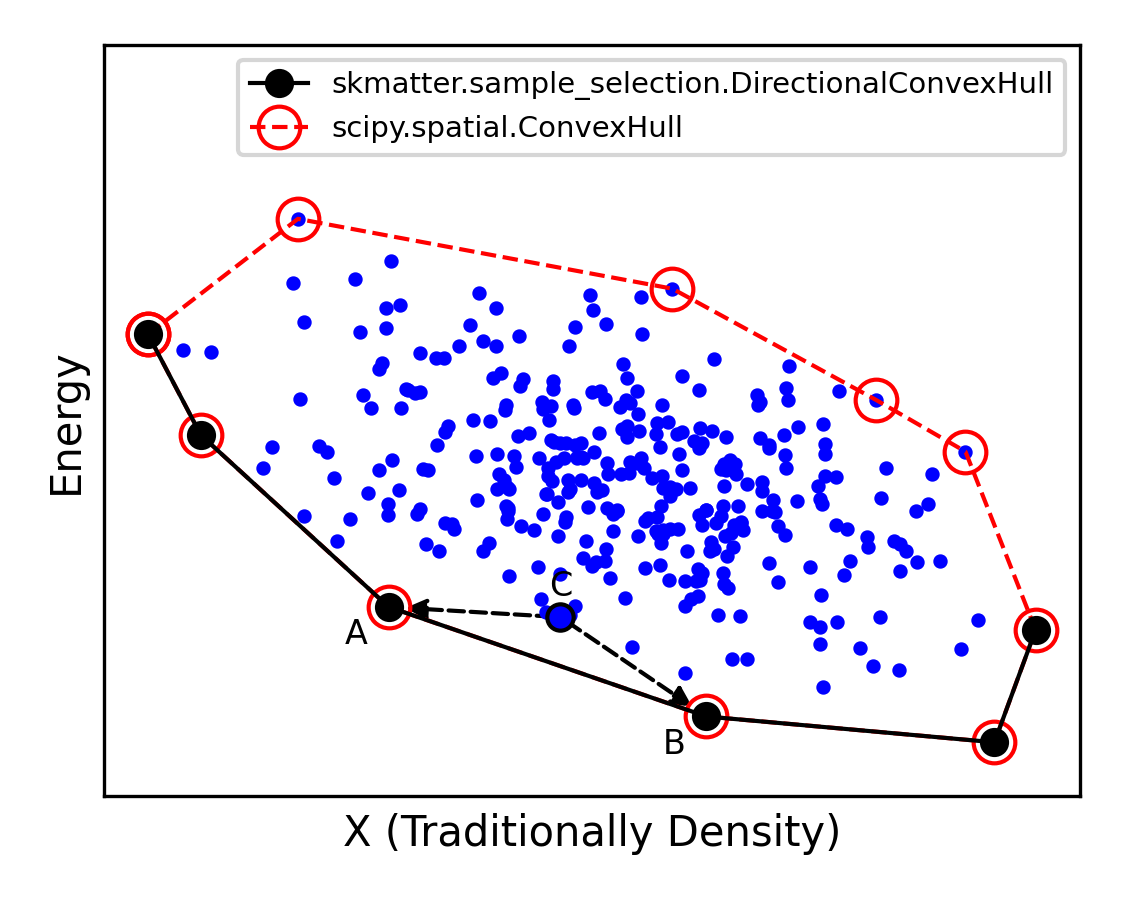 skmatter.sample_selection.DirectionalConvexHull
scipy.spatial.ConvexHull
Energy
C
A
B
X (Traditionally Density)